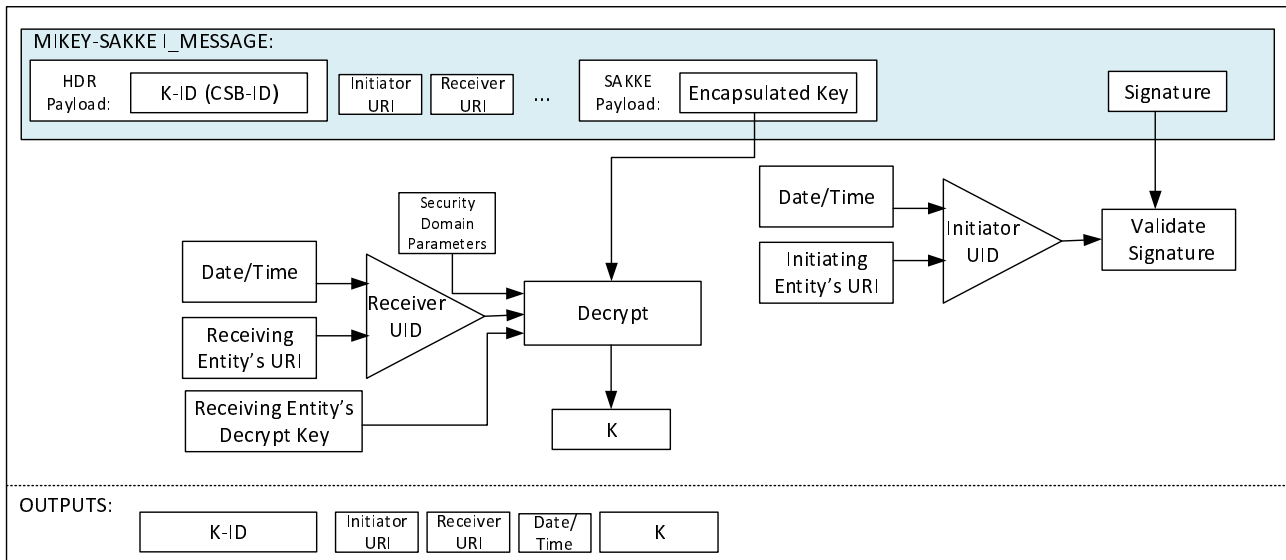 MIKEY-SAKKE I_MESSAGE:
HDR
Payload:
K-ID (CSB-ID)
Initiator
URI
Receiver
URI
...
SAKKE
Payload:
Encapsulated Key
Signature
Security
Domain
Parameters
Date/Time
Receiving
Entity's URI
Receiver
UID
Receiving Entity's
Decrypt Key
Decrypt
K
Date/Time
Initiating
Entity's URI
Initiator
UID
Validate
Signature
OUTPUTS:
K-ID
Initiator
URI
Receiver
URI
Date/
Time
K